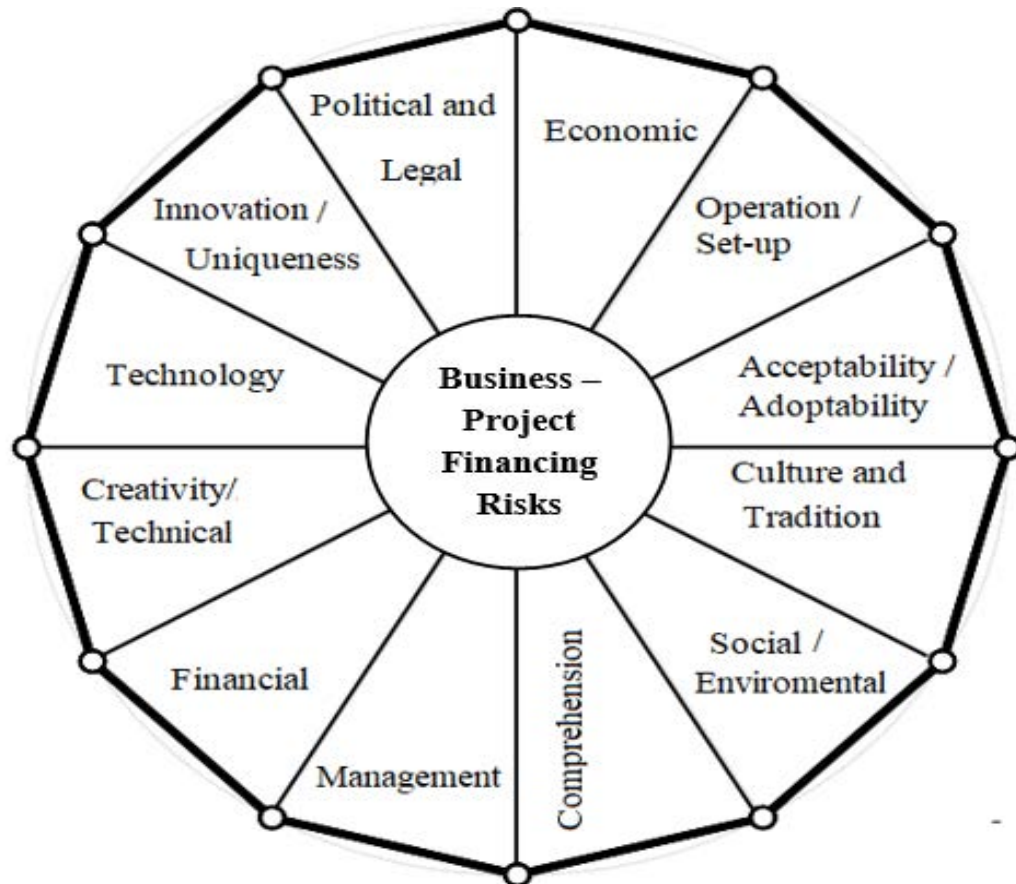 Political and
Legal
Economic
Innovation /
Uniqueness
Operation /
Set-up
Technology
Business –
Project
Financing
Risks
Acceptability /
Adoptability
Creativity/
Technical
Culture and
Tradition
Financial
Social /
Enviromental
Management
Comprehension